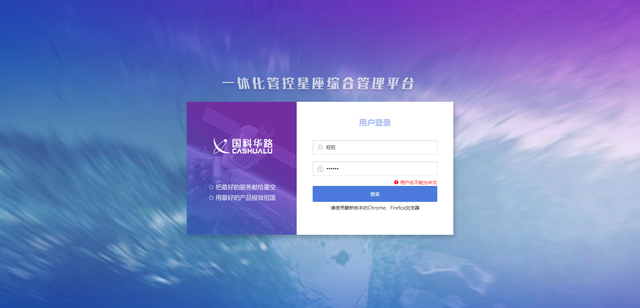 一体化管控星座综合管理平台
国科华路
CASHUALU
把最好的服务献给星空
用最好的产品报效祖国
用户登录
旺旺
••••••
用户名不能为中文
登录
请使用最新版本的Chrome、Firefox浏览器